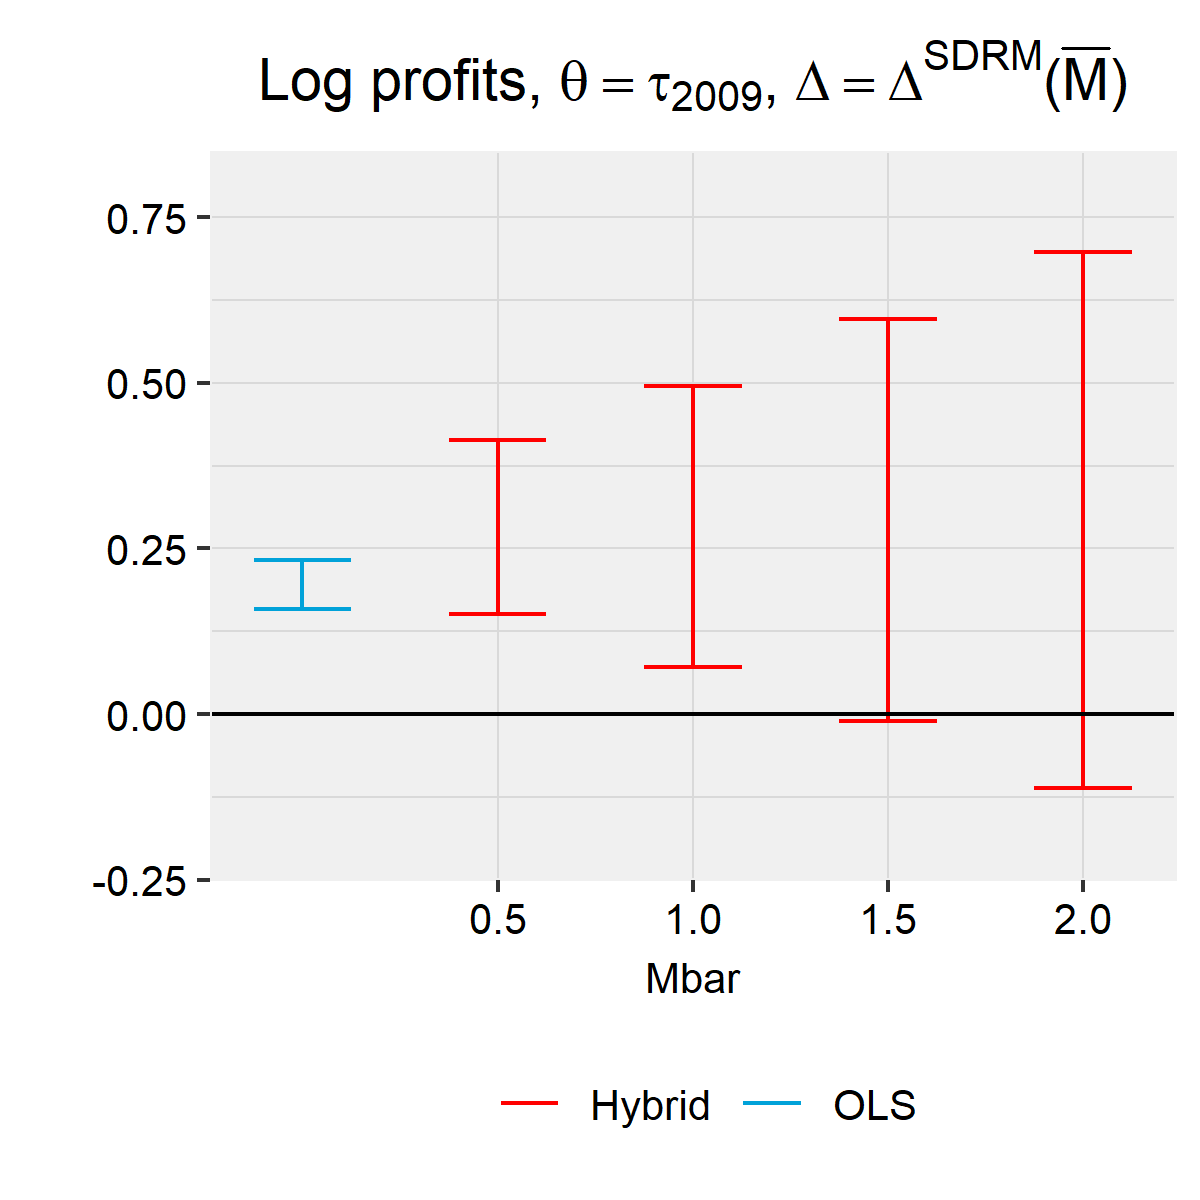 Log profits, θ = τ₂₀₀₉, Δ = Δ^SDRM(M̅)
0.75
0.50
0.25
0.00
-0.25
0.5 1.0 1.5 2.0
Mbar
Hybrid OLS